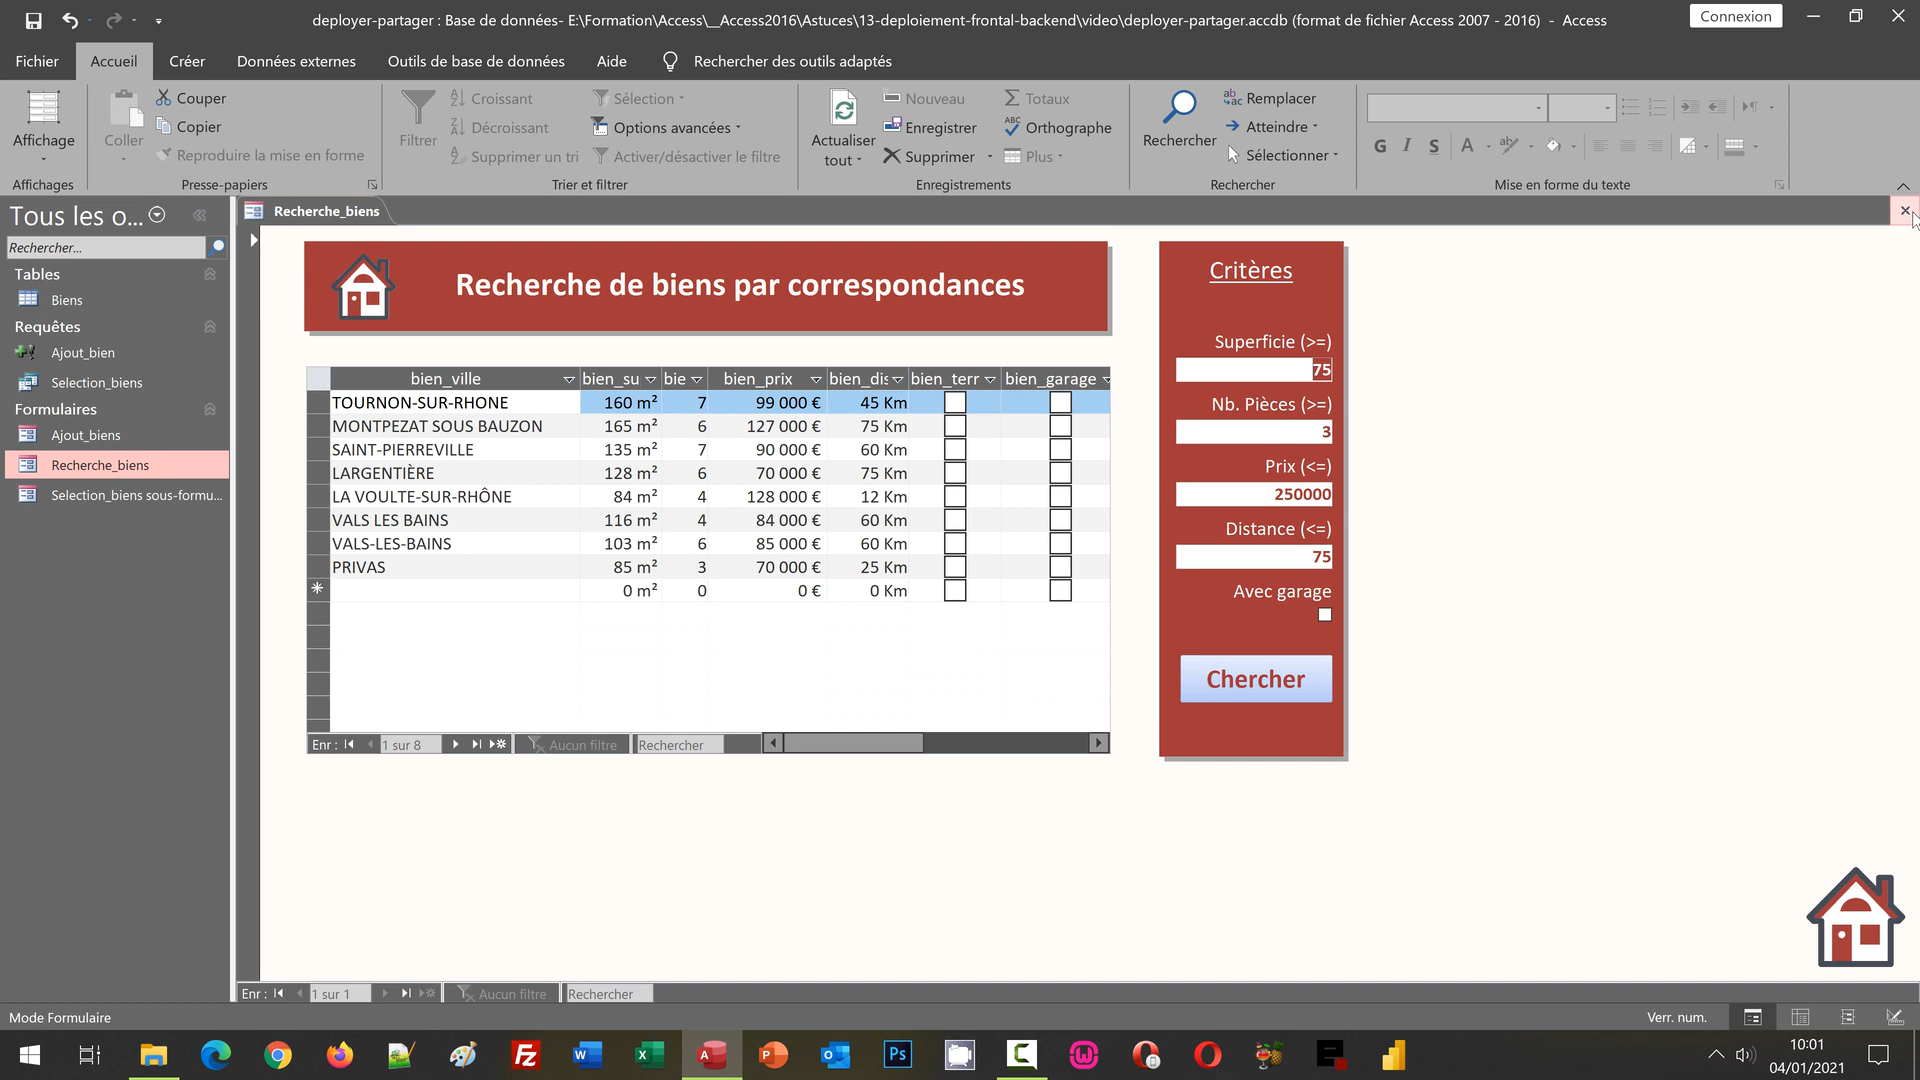 deployer-partager : Base de données- E:\Formation\Access\__Access2016\Astuces\13-deploiement-frontal-backend\video\deployer-partager.accdb (format de fichier Access 2007 - 2016) - Access
Connexion
Fichier
Accueil
Créer
Données externes
Outils de base de données
Aide
Rechercher des outils adaptés
Affichage
Affichages
Coller
Couper
Copier
Reproduire la mise en forme
Presse-papiers
Filtrer
Croissant
Décroissant
Supprimer un tri
Sélection
Options avancées
Activer/désactiver le filtre
Trier et filtrer
Actualiser
tout
Nouveau
Enregistrer
Supprimer
Totaux
Orthographe
Plus
Enregistrements
Rechercher
Remplacer
Atteindre
Sélectionner
Rechercher
G I S A
Mise en forme du texte
Tous les o...
Rechercher...
Tables
Biens
Requêtes
Ajout_bien
Selection_biens
Formulaires
Ajout_biens
Recherche_biens
Selection_biens sous-formu...
Recherche_biens
Recherche de biens par correspondances
bien_ville bien_su bie bien_prix bien_dis bien_terr bien_garage
TOURNON-SUR-RHONE 160 m² 7 99 000 € 45 Km
MONTPEZAT SOUS BAUZON 165 m² 6 127 000 € 75 Km
SAINT-PIERREVILLE 135 m² 7 90 000 € 60 Km
LARGENTIÈRE 128 m² 6 70 000 € 75 Km
LA VOULTE-SUR-RHÔNE 84 m² 4 128 000 € 12 Km
VALS LES BAINS 116 m² 4 84 000 € 60 Km
VALS-LES-BAINS 103 m² 6 85 000 € 60 Km
PRIVAS 85 m² 3 70 000 € 25 Km
0 m² 0 0 € 0 Km
Enr : 1 sur 8 Aucun filtre Rechercher
Critères
Superficie (>=)
75
Nb. Pièces (>=)
3
Prix (<=)
250000
Distance (<=)
75
Avec garage
Chercher
Enr : 1 sur 1 Aucun filtre Rechercher
Mode Formulaire
Verr. num.
10:01
04/01/2021